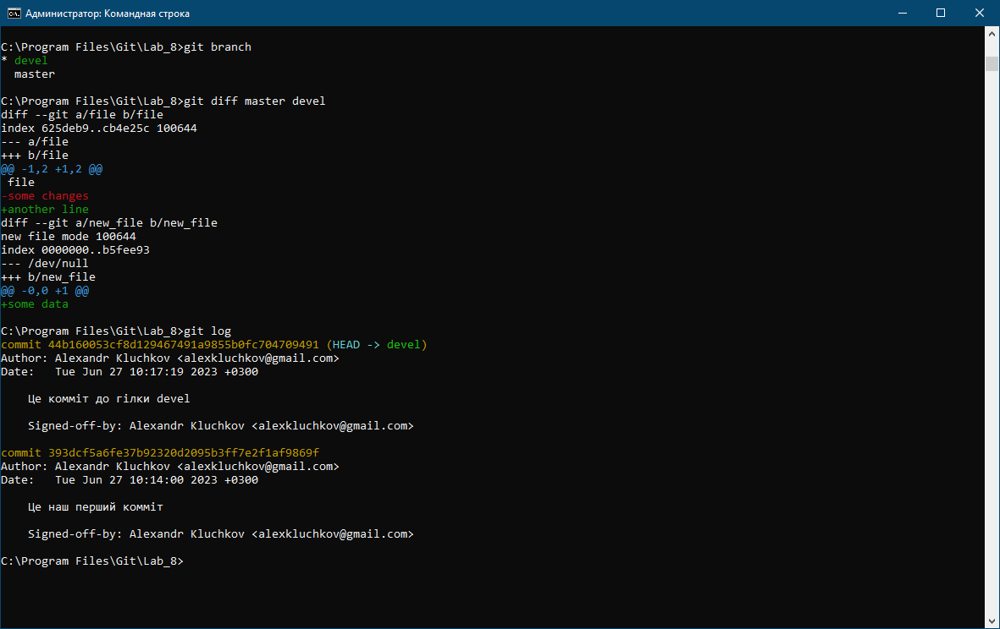 Администратор: Командная строка
C:\Program Files\Git\Lab_8>git branch
* devel
  master
C:\Program Files\Git\Lab_8>git diff master devel
diff --git a/file b/file
index 625deb9..cb4e25c 100644
--- a/file
+++ b/file
@@ -1,2 +1,2 @@
 file
-some changes
+another line
diff --git a/new_file b/new_file
new file mode 100644
index 0000000..b5fee93
--- /dev/null
+++ b/new_file
@@ -0,0 +1 @@
+some data
C:\Program Files\Git\Lab_8>git log
commit 44b160053cf8d129467491a9855b0fc704709491 (HEAD -> devel)
Author: Alexandr Kluchkov <alexkluchkov@gmail.com>
Date:   Tue Jun 27 10:17:19 2023 +0300
    Це комміт до гілки devel
    Signed-off-by: Alexandr Kluchkov <alexkluchkov@gmail.com>
commit 393dcf5a6fe37b92320d2095b3ff7e2f1af9869f
Author: Alexandr Kluchkov <alexkluchkov@gmail.com>
Date:   Tue Jun 27 10:14:00 2023 +0300
    Це наш перший комміт
    Signed-off-by: Alexandr Kluchkov <alexkluchkov@gmail.com>
C:\Program Files\Git\Lab_8>